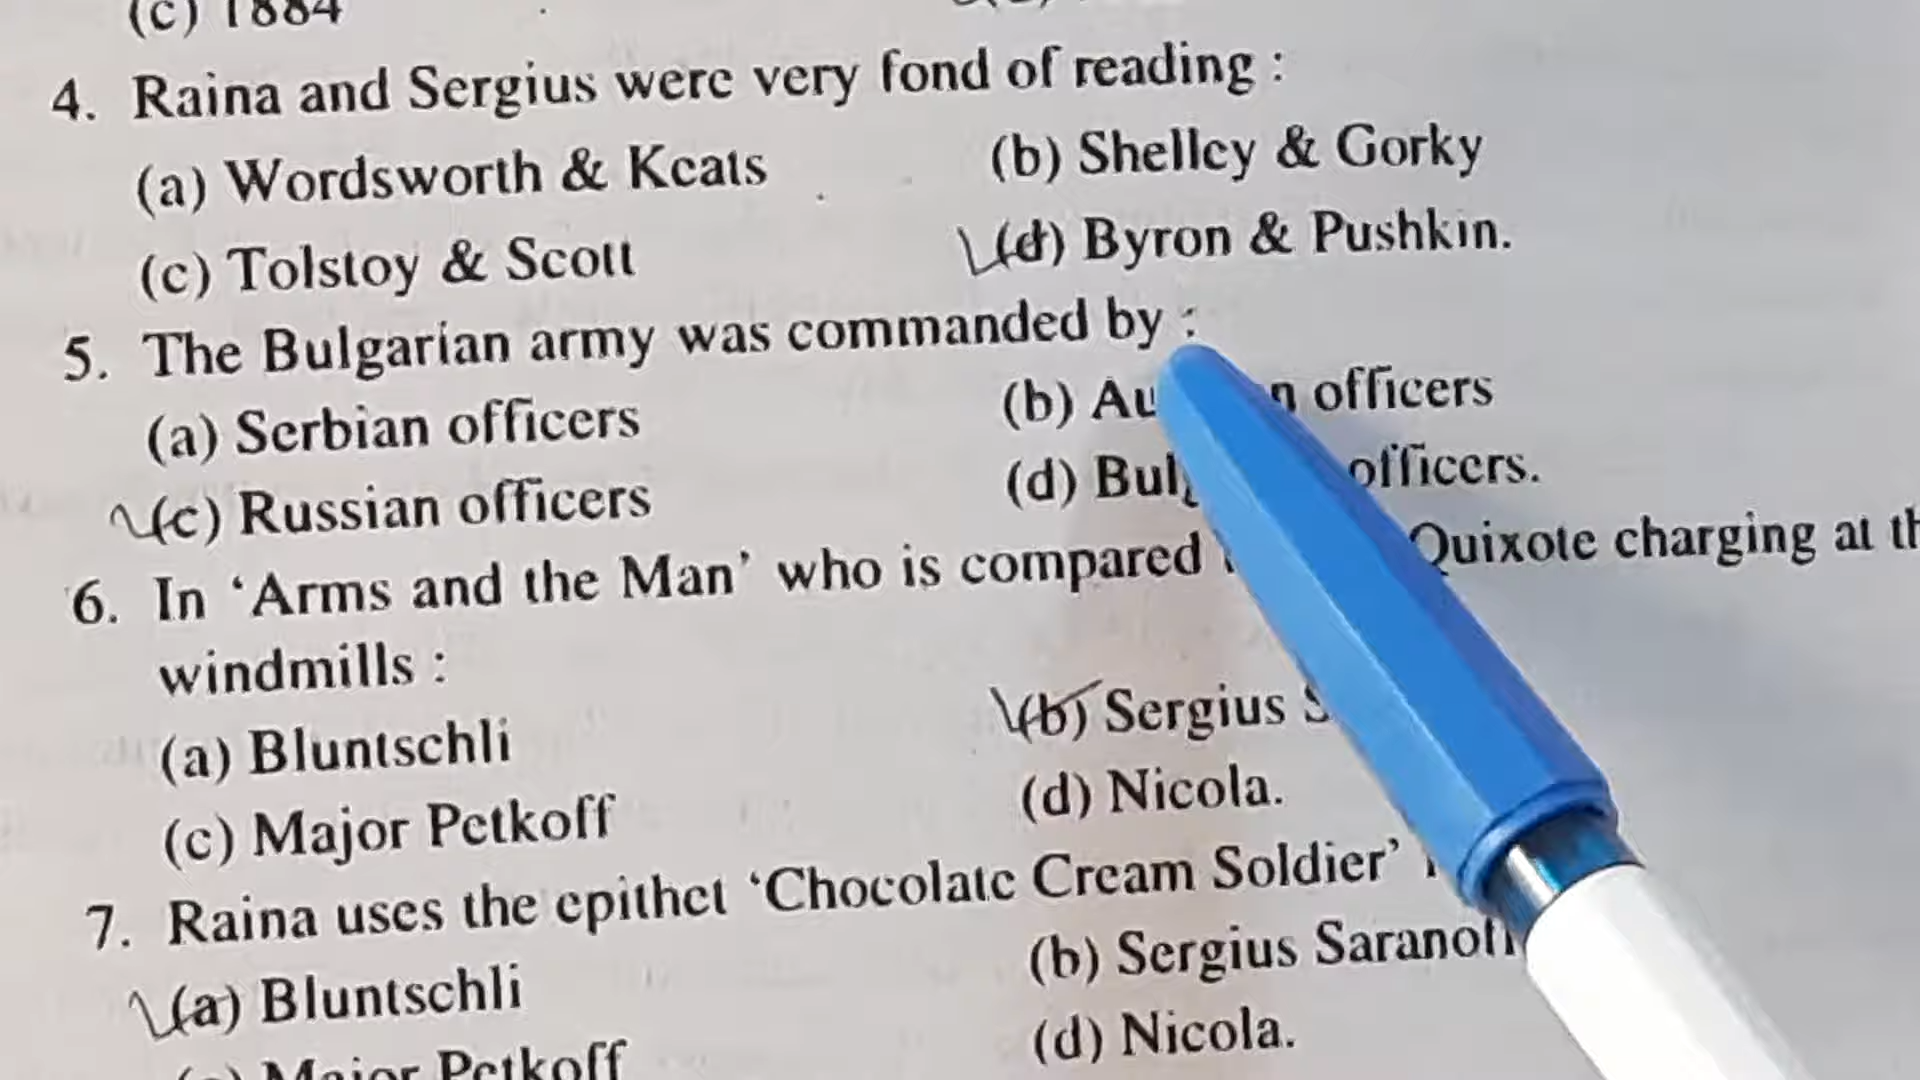 (c) 1884
4. Raina and Sergius were very fond of reading :
(a) Wordsworth & Keats (b) Shelley & Gorky
(c) Tolstoy & Scott (d) Byron & Pushkin.
5. The Bulgarian army was commanded by :
(a) Serbian officers (b) officers
(c) Russian officers (d) officers.
6. In ‘Arms and the Man’ who is compared Quixote charging at
windmills :
(a) Bluntschli (b) Sergius
(c) Major Petkoff (d) Nicola.
7. Raina uses the epithet ‘Chocolate Cream Soldier’
(a) Bluntschli (b) Sergius Saranoff
(d) Nicola.
Major Petkoff